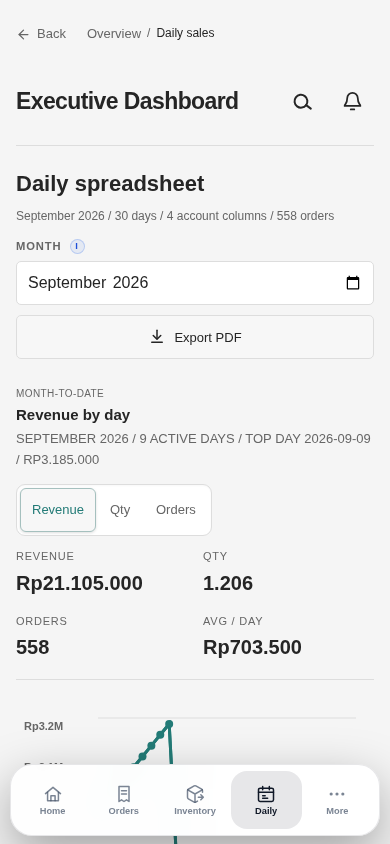 Back Overview / Daily sales
Executive Dashboard
Daily spreadsheet
September 2026 / 30 days / 4 account columns / 558 orders
MONTH I
September 2026
Export PDF
MONTH-TO-DATE
Revenue by day
SEPTEMBER 2026 / 9 ACTIVE DAYS / TOP DAY 2026-09-09
/ RP3.185.000
Revenue Qty Orders
REVENUE QTY
Rp21.105.000 1.206
ORDERS AVG / DAY
558 Rp703.500
Rp3.2M
Home Orders Inventory Daily More